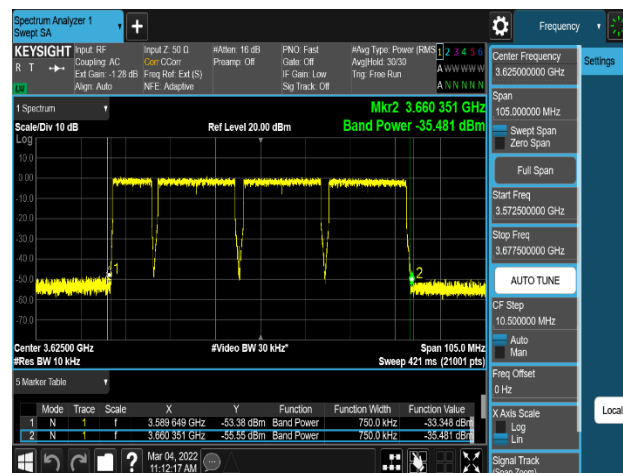 Spectrum Analyzer 1
Swept SA
Frequency
KEYSIGHT
R T
LV
Input: RF
Coupling: AC
Ext Gain: -1.28 dB
Align: Auto
Input Z: 50 Ω
Corr CCorr
Freq Ref: Ext (S)
NFE: Adaptive
#Atten: 16 dB
Preamp: Off
PNO: Fast
Gate: Off
IF Gain: Low
Sig Track: Off
#Avg Type: Power (RMS
Avg|Hold: 30/30
Trig: Free Run
1 2 3 4 5 6
A W W W W W
A N N N N N
1 Spectrum
Scale/Div 10 dB
Log
Ref Level 20.00 dBm
Mkr2 3.660 351 GHz
Band Power -35.481 dBm
10.0
0.00
-10.0
-20.0
-30.0
-40.0
-50.0
-60.0
-70.0
1
2
Center 3.62500 GHz
#Res BW 10 kHz
#Video BW 30 kHz*
Span 105.0 MHz
Sweep 421 ms (21001 pts)
5 Marker Table
Mode Trace Scale X Y Function Function Width Function Value
1 N 1 f 3.589 649 GHz -53.38 dBm Band Power 750.0 kHz -33.348 dBm
2 N 1 f 3.660 351 GHz -55.55 dBm Band Power 750.0 kHz -35.481 dBm
Mar 04, 2022
11:12:17 AM
?
Center Frequency
3.625000000 GHz
Span
105.000000 MHz
Swept Span
Zero Span
Full Span
Start Freq
3.572500000 GHz
Stop Freq
3.677500000 GHz
AUTO TUNE
CF Step
10.500000 MHz
Auto
Man
Freq Offset
0 Hz
X Axis Scale
Log
Lin
Signal Track
(Span Zoom)
Settings
Local